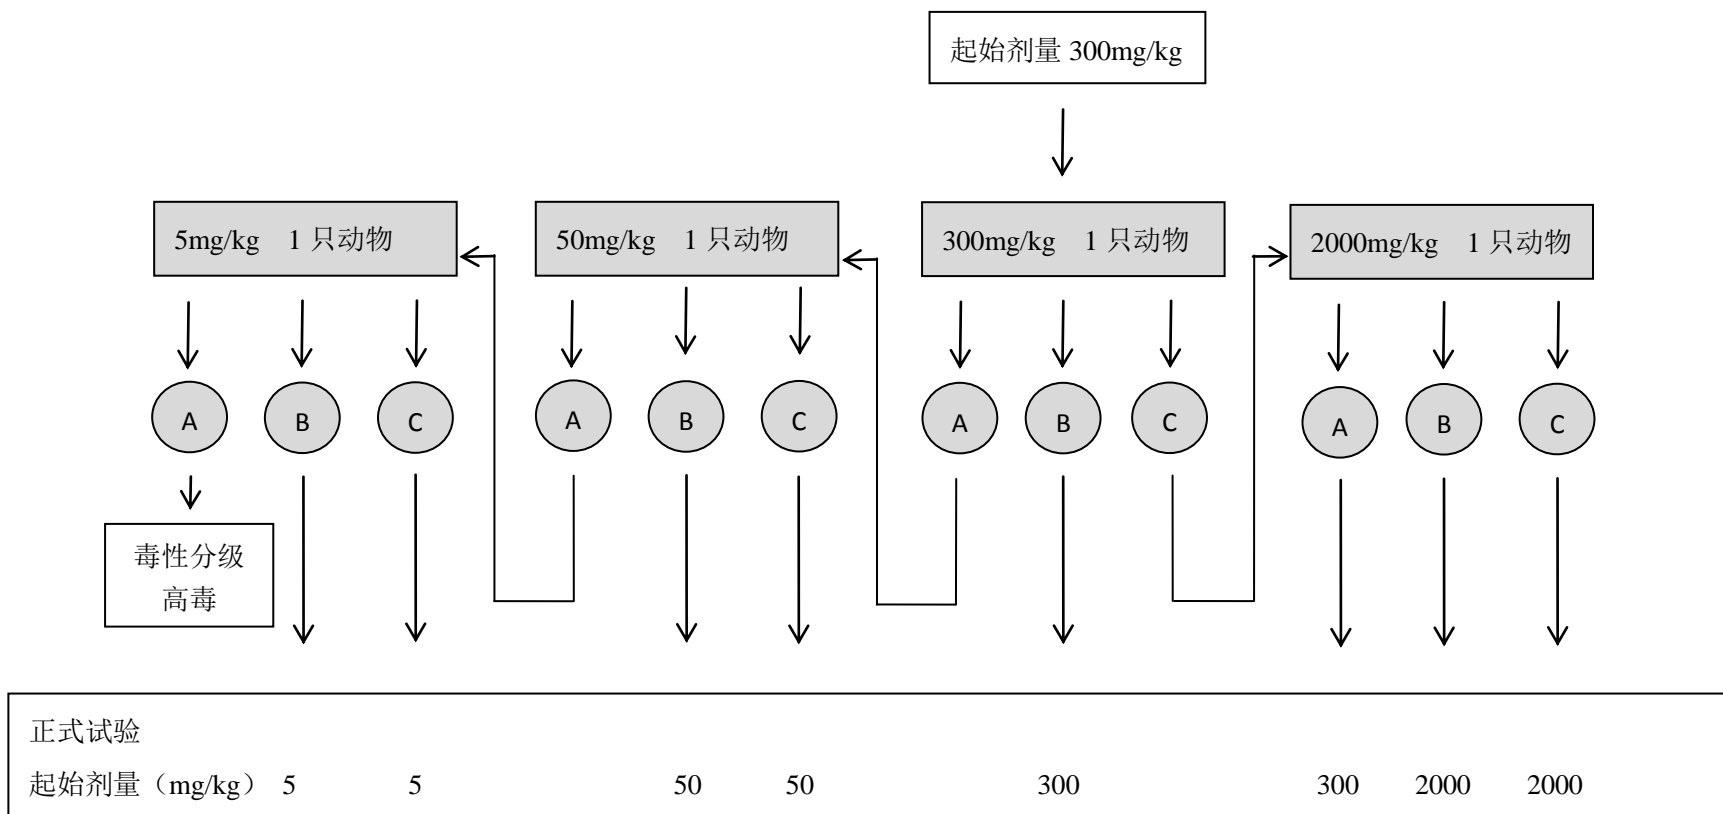 起始剂量 300mg/kg
5mg/kg 1 只动物
50mg/kg 1 只动物
300mg/kg 1 只动物
2000mg/kg 1 只动物
A B C A B C A B C A B C
毒性分级
高毒
正式试验
起始剂量（mg/kg） 5 5 50 50 300 300 2000 2000